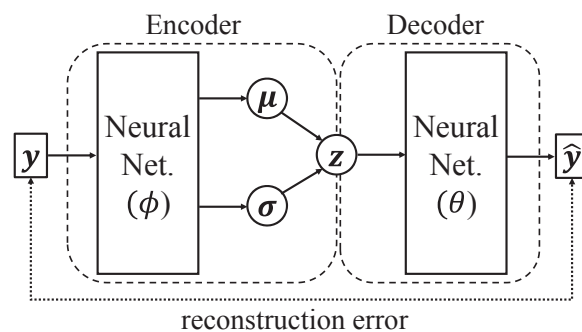 Encoder
Decoder
y
Neural
Net.
(ϕ)
μ
σ
z
Neural
Net.
(θ)
ŷ
reconstruction error